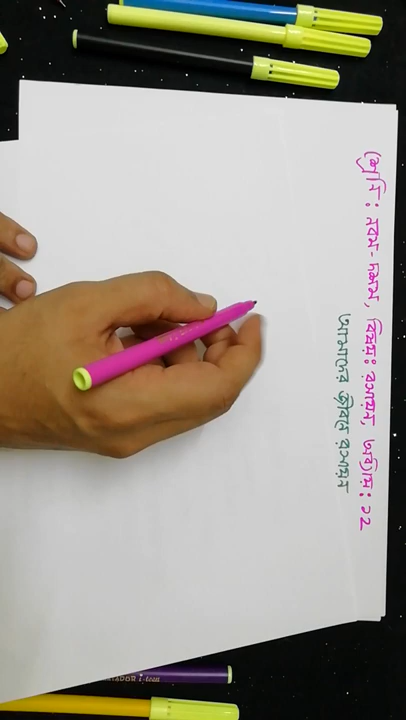 শ্রেণি : নবম-দশম, বিষয়: রসায়ন, অধ্যায় : ১২
আমাদের জীবনে রসায়ন